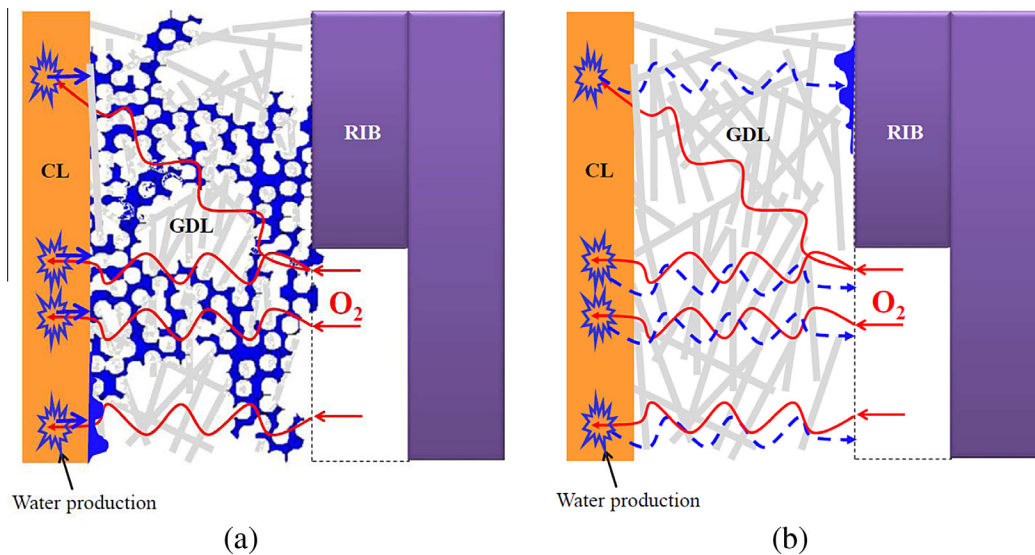 CL
GDL
RIB
O₂
Water production
(a)
CL
GDL
RIB
O₂
Water production
(b)